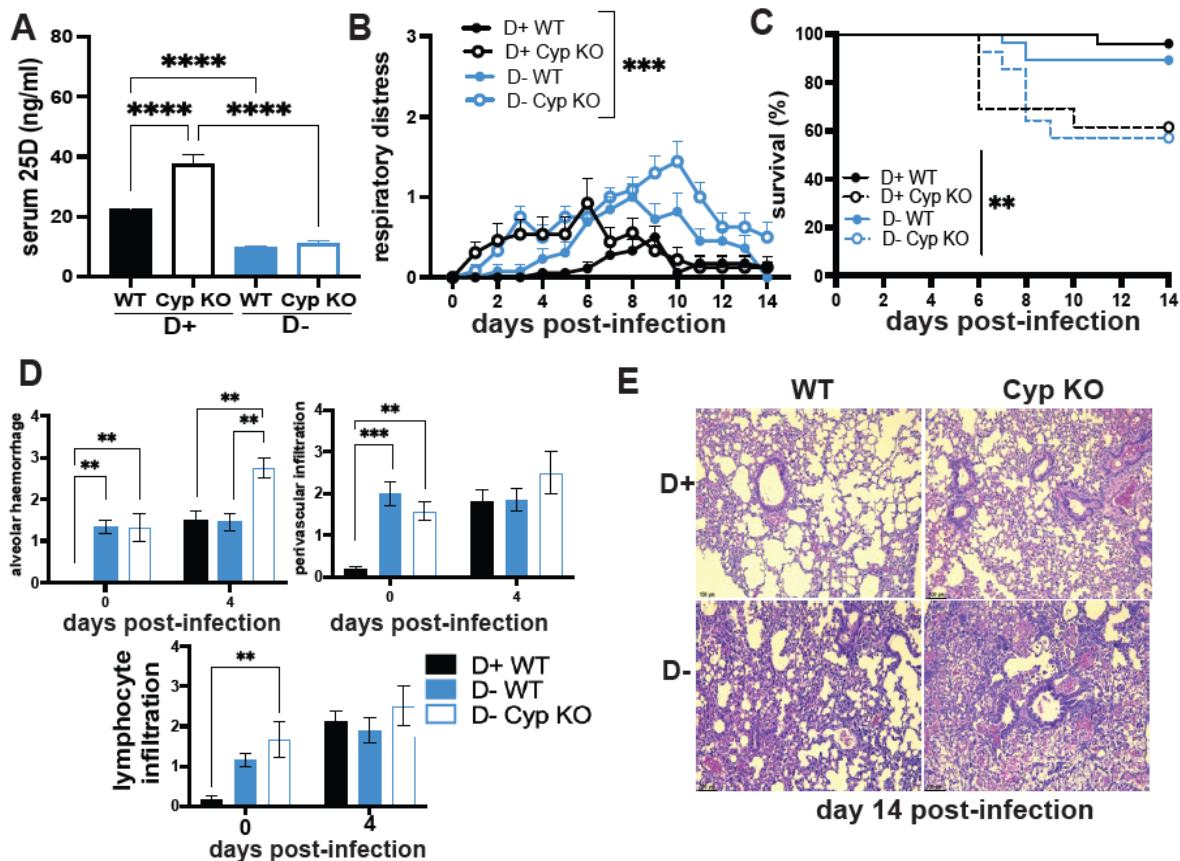 A
serum 25D (ng/ml)
80
60
40
20
0
****
****
****
WT
Cyp KO
WT
Cyp KO
D+
D-
B
respiratory distress
3
2
1
0
D+ WT
D+ Cyp KO
D- WT
D- Cyp KO
***
0
2
4
6
8
10
12
14
days post-infection
C
survival (%)
100
80
60
40
20
0
D+ WT
D+ Cyp KO
D- WT
D- Cyp KO
**
0
2
4
6
8
10
12
14
days post-infection
D
alveolar haemorrhage
4
3
2
1
0
**
**
**
**
0
4
days post-infection
perivascular infiltration
4
3
2
1
0
**
***
0
4
days post-infection
lymphocyte
infiltration
4
3
2
1
0
**
0
4
days post-infection
D+ WT
D- WT
D- Cyp KO
E
WT
Cyp KO
D+
D-
day 14 post-infection